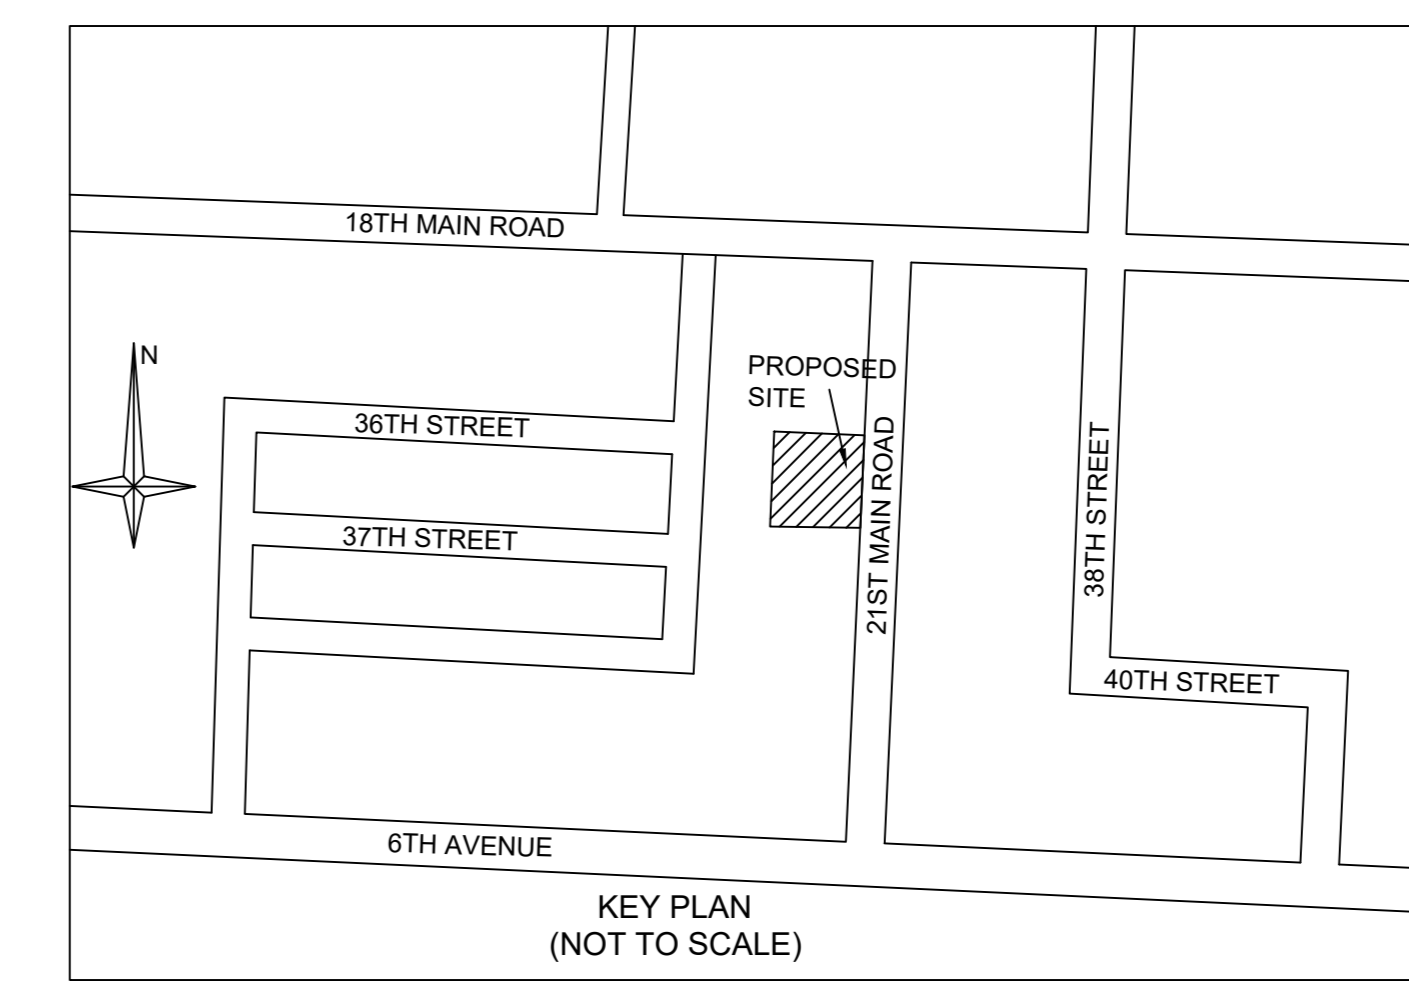 18TH MAIN ROAD
N
PROPOSED
SITE
36TH STREET
37TH STREET
21ST MAIN ROAD
38TH STREET
40TH STREET
6TH AVENUE
KEY PLAN
(NOT TO SCALE)